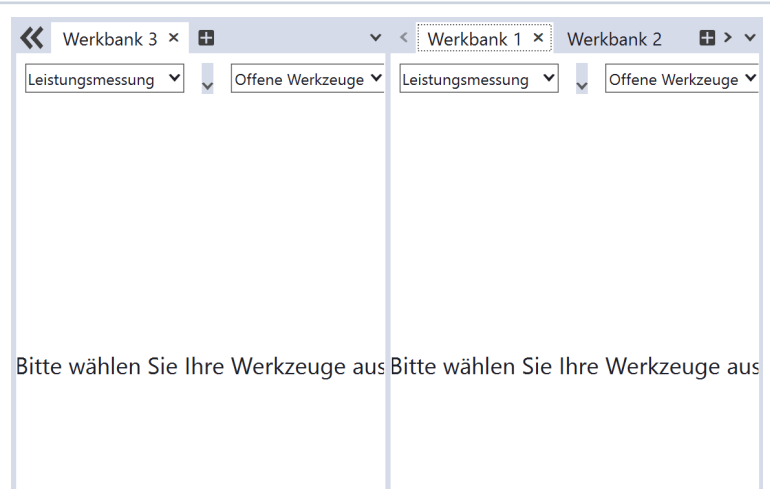 Werkbank 3
Werkbank 1
Werkbank 2
Leistungsmessung
Offene Werkzeuge
Leistungsmessung
Offene Werkzeuge
Bitte wählen Sie Ihre Werkzeuge aus
Bitte wählen Sie Ihre Werkzeuge aus